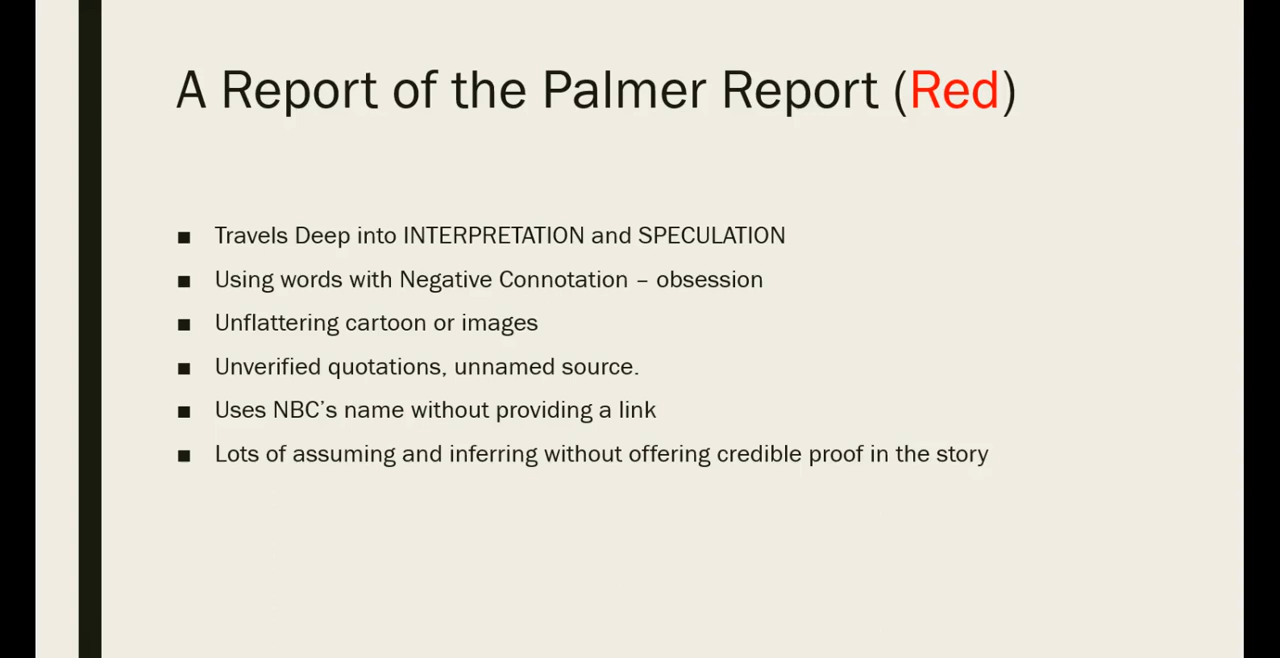 A Report of the Palmer Report (Red)
▪ Travels Deep into INTERPRETATION and SPECULATION
▪ Using words with Negative Connotation – obsession
▪ Unflattering cartoon or images
▪ Unverified quotations, unnamed source.
▪ Uses NBC’s name without providing a link
▪ Lots of assuming and inferring without offering credible proof in the story